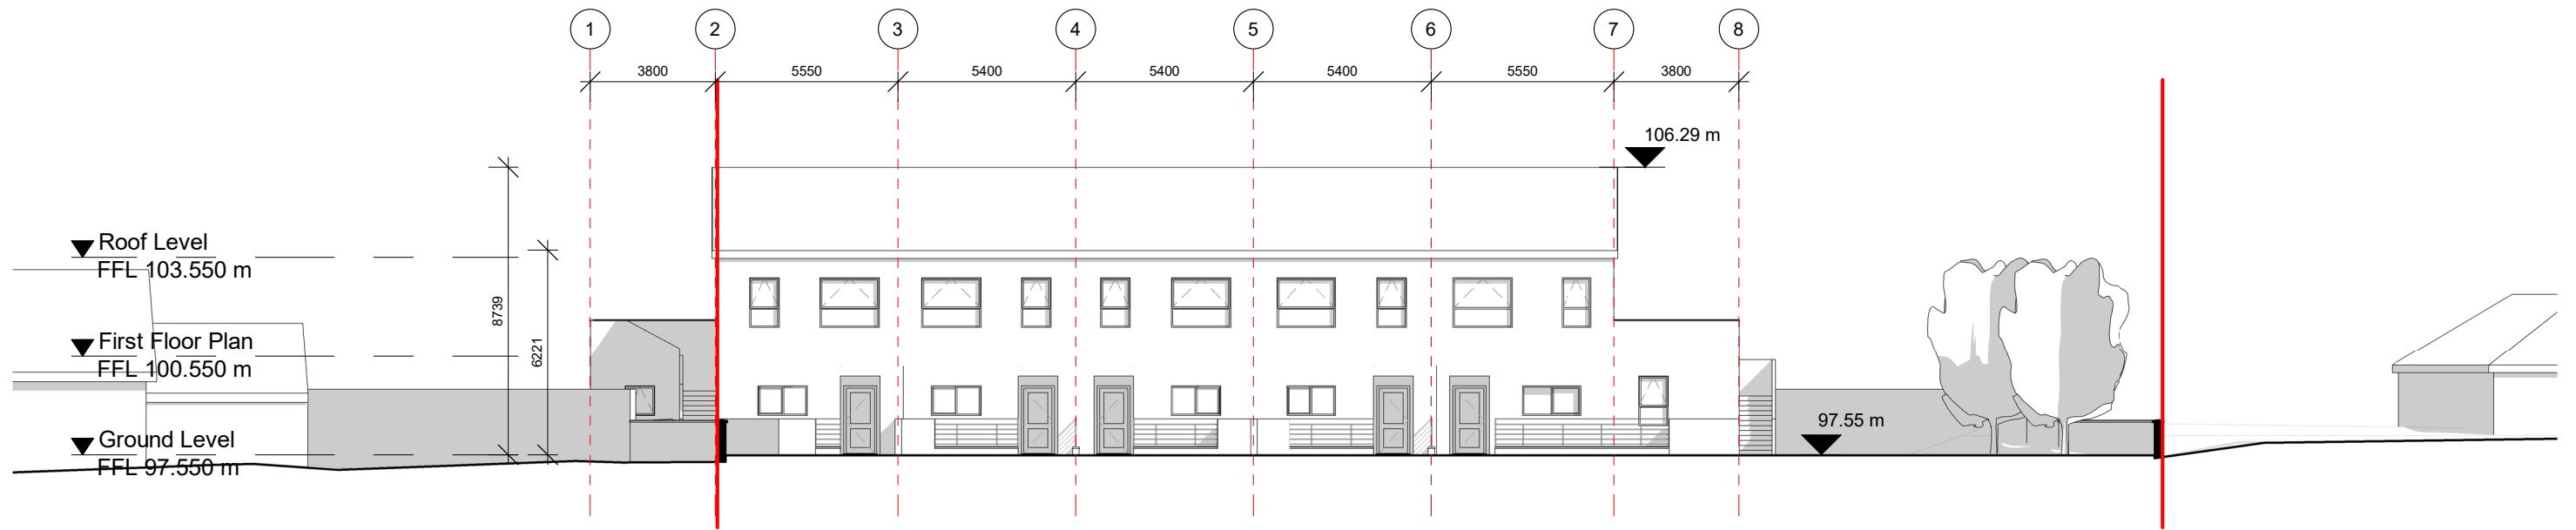 1 2 3 4 5 6 7 8
3800 5550 5400 5400 5400 5550 3800
106.29 m
Roof Level
FFL 103.550 m
8739
6221
First Floor Plan
FFL 100.550 m
97.55 m
Ground Level
FFL 97.550 m